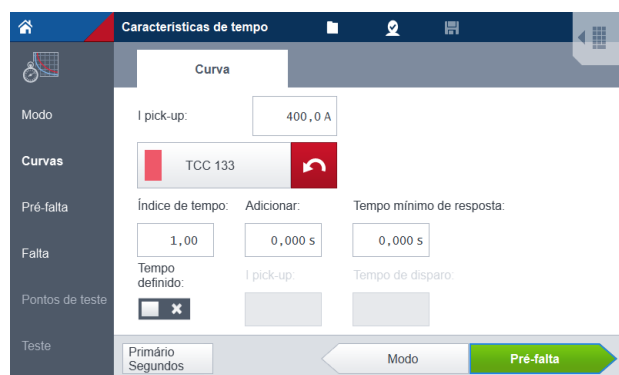 Características de tempo
Curva
Modo
Curvas
Pré-falta
Falta
Pontos de teste
Teste
I pick-up:
400,0 A
TCC 133
Índice de tempo:
Adicionar:
Tempo mínimo de resposta:
1,00
0,000 s
0,000 s
Tempo
definido:
I pick-up:
Tempo de disparo:
Primário
Segundos
Modo
Pré-falta